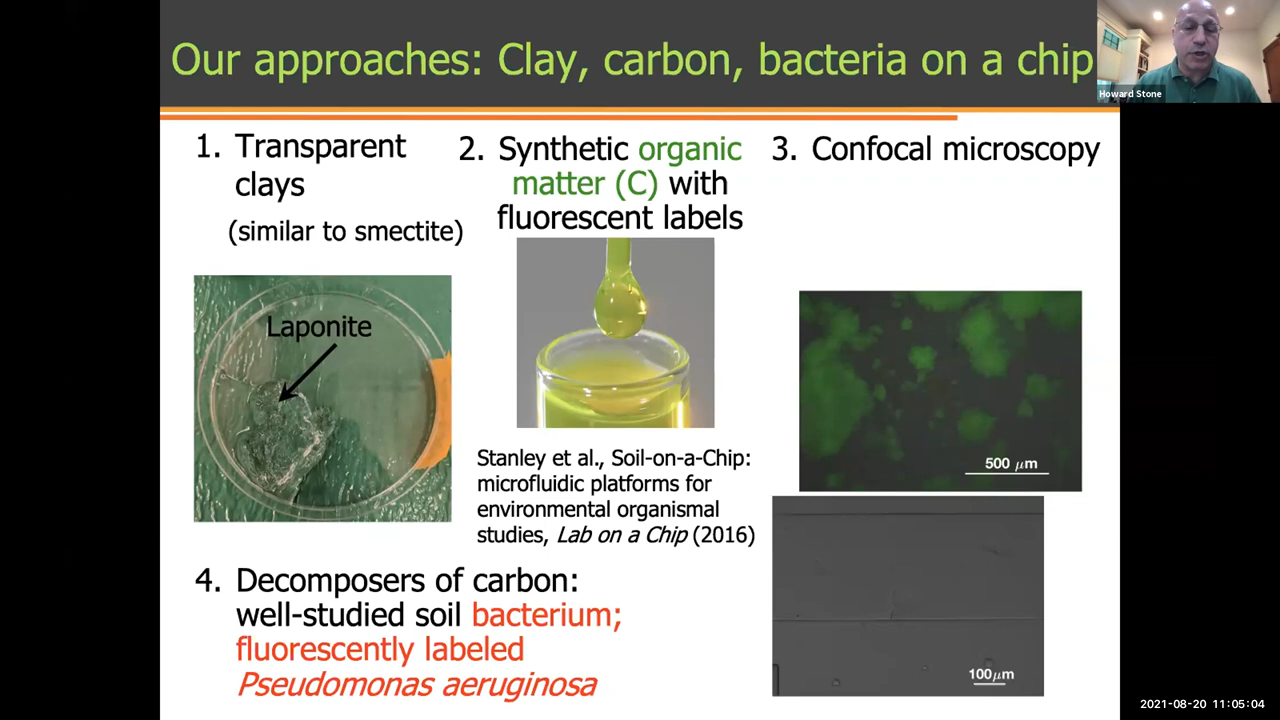 Our approaches: Clay, carbon, bacteria on a chip
Howard Stone
1. Transparent
clays
(similar to smectite)
Laponite
2. Synthetic organic
matter (C) with
fluorescent labels
Stanley et al., Soil-on-a-Chip:
microfluidic platforms for
environmental organismal
studies, Lab on a Chip (2016)
3. Confocal microscopy
500 μm
100μm
4. Decomposers of carbon:
well-studied soil bacterium;
fluorescently labeled
Pseudomonas aeruginosa
2021-08-20 11:05:04